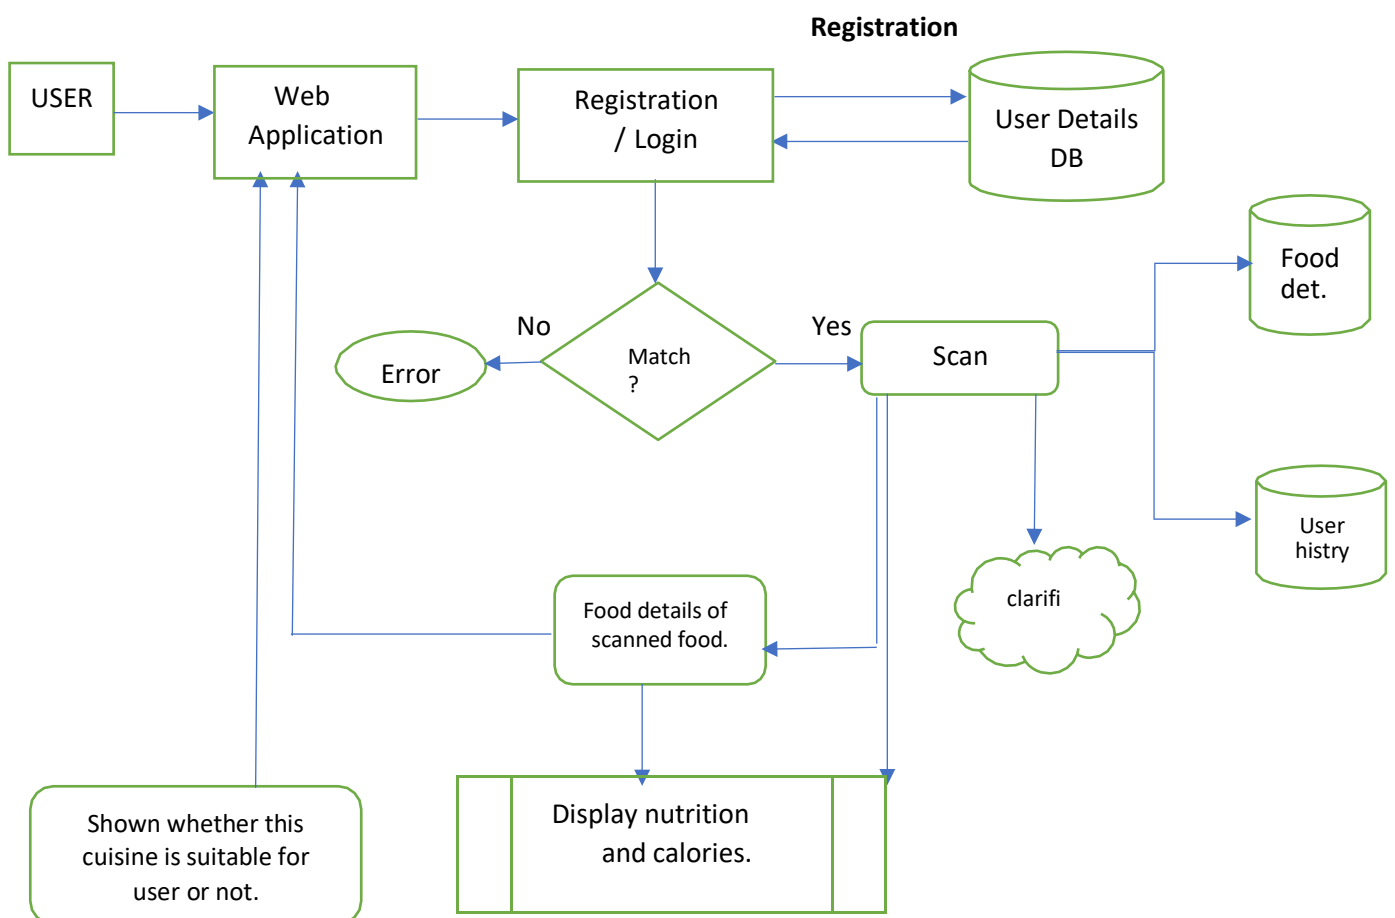 Registration
USER
Web
Application
Registration
/ Login
User Details
DB
Food
det.
No
Yes
Error
Match
?
Scan
User
histry
clarifi
Food details of
scanned food.
Display nutrition
and calories.
Shown whether this
cuisine is suitable for
user or not.